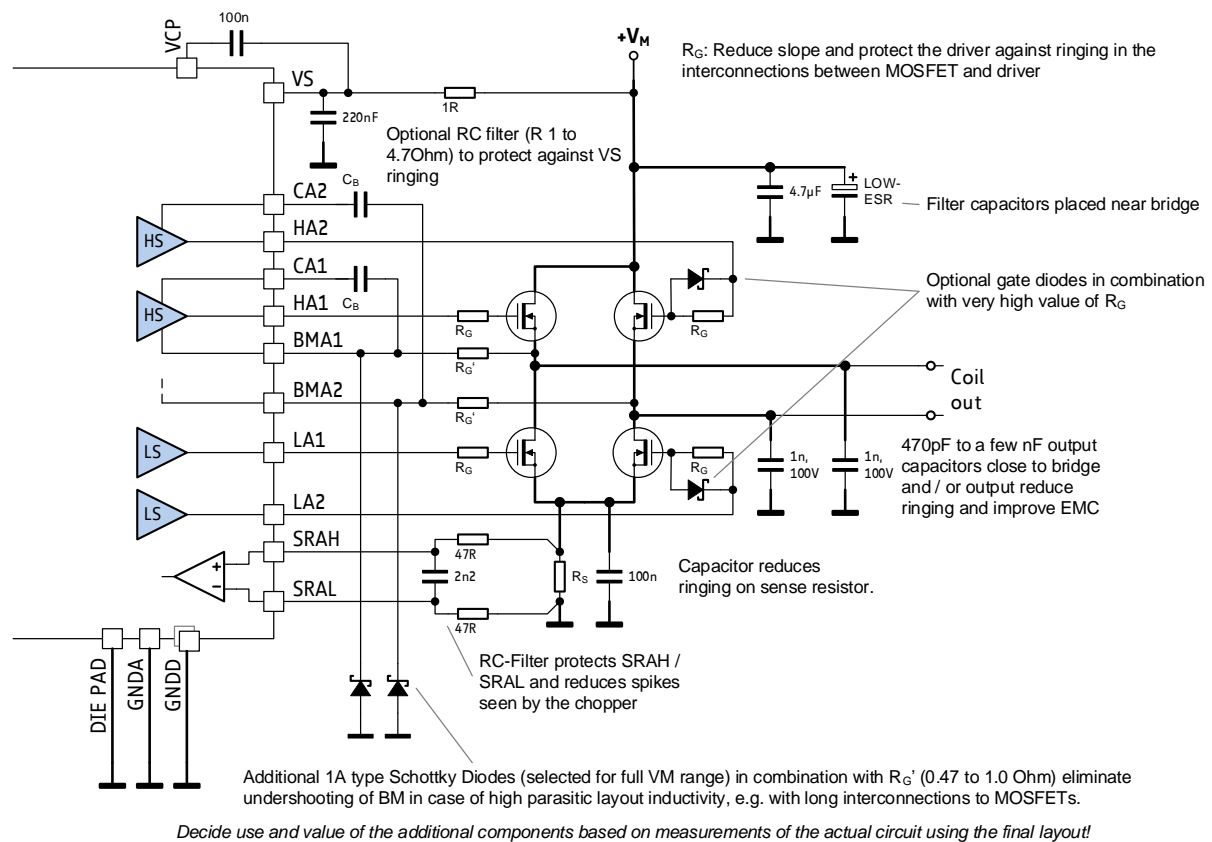 100n
VCP
+VM
RG: Reduce slope and protect the driver against ringing in the
interconnections between MOSFET and driver
VS
1R
220nF
Optional RC filter (R 1 to
4.7Ohm) to protect against VS
ringing
CA2
CB
4.7µF
+
LOW-
ESR
Filter capacitors placed near bridge
HS
HA2
CA1
CB
Optional gate diodes in combination
with very high value of RG
HS
HA1
RG
RG
BMA1
RG'
BMA2
RG'
Coil
out
LS
LA1
RG
RG
1n,
100V
1n,
100V
470pF to a few nF output
capacitors close to bridge
and / or output reduce
ringing and improve EMC
LS
LA2
SRAH
47R
+
−
2n2
RS
100n
Capacitor reduces
ringing on sense resistor.
SRAL
47R
DIE PAD
GNDA
GNDD
RC-Filter protects SRAH /
SRAL and reduces spikes
seen by the chopper
Additional 1A type Schottky Diodes (selected for full VM range) in combination with RG' (0.47 to 1.0 Ohm) eliminate
undershooting of BM in case of high parasitic layout inductivity, e.g. with long interconnections to MOSFETs.
Decide use and value of the additional components based on measurements of the actual circuit using the final layout!